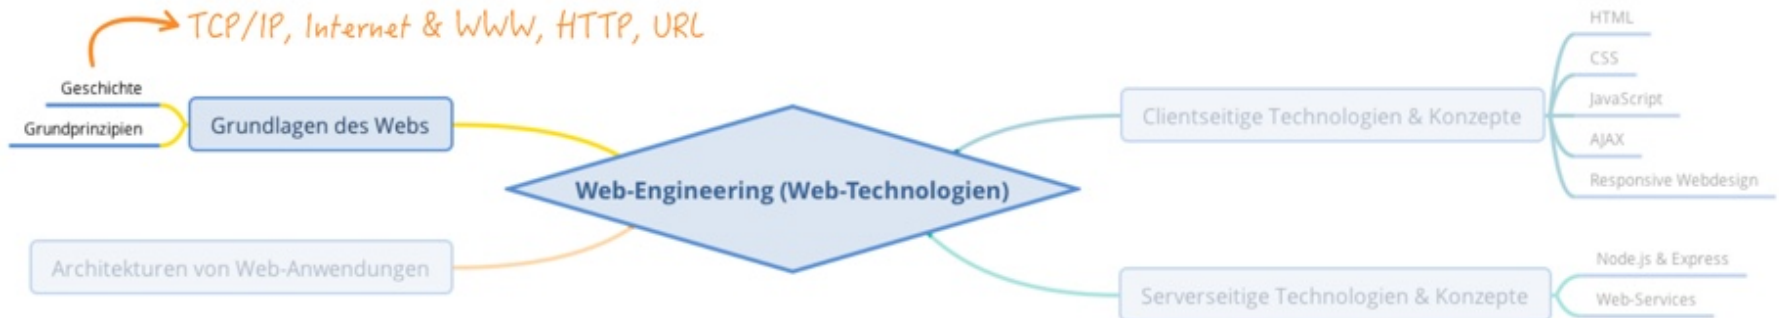 TCP/IP, Internet & WWW, HTTP, URL
Geschichte
Grundprinzipien
Grundlagen des Webs
Architekturen von Web-Anwendungen
Web-Engineering (Web-Technologien)
Clientseitige Technologien & Konzepte
HTML
CSS
JavaScript
AJAX
Responsive Webdesign
Serverseitige Technologien & Konzepte
Node.js & Express
Web-Services